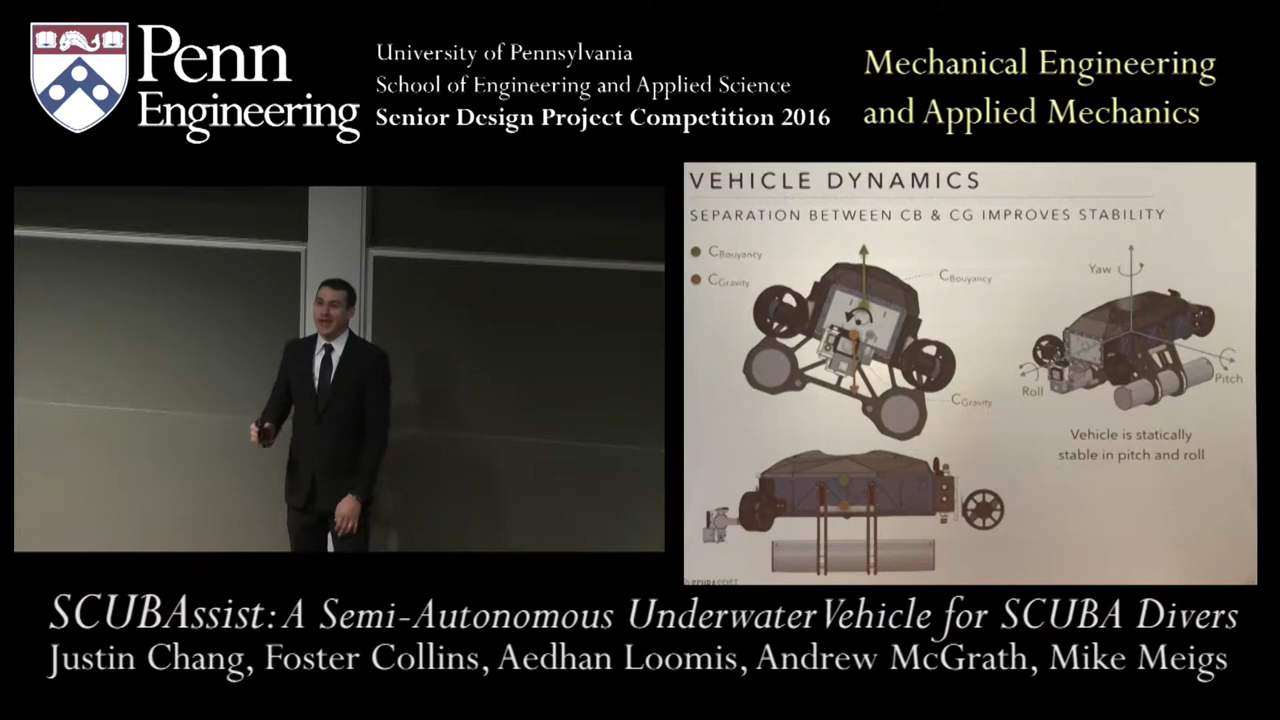 Penn
Engineering
University of Pennsylvania
School of Engineering and Applied Science
Senior Design Project Competition 2016
Mechanical Engineering
and Applied Mechanics
VEHICLE DYNAMICS
SEPARATION BETWEEN CB & CG IMPROVES STABILITY
CBouyancy
CGravity
CBouyancy
CGravity
Yaw
Roll
Pitch
Vehicle is statically
stable in pitch and roll
SCUBASSIST
SCUBAssist: A Semi-Autonomous Underwater Vehicle for SCUBA Divers
Justin Chang, Foster Collins, Aedhan Loomis, Andrew McGrath, Mike Meigs